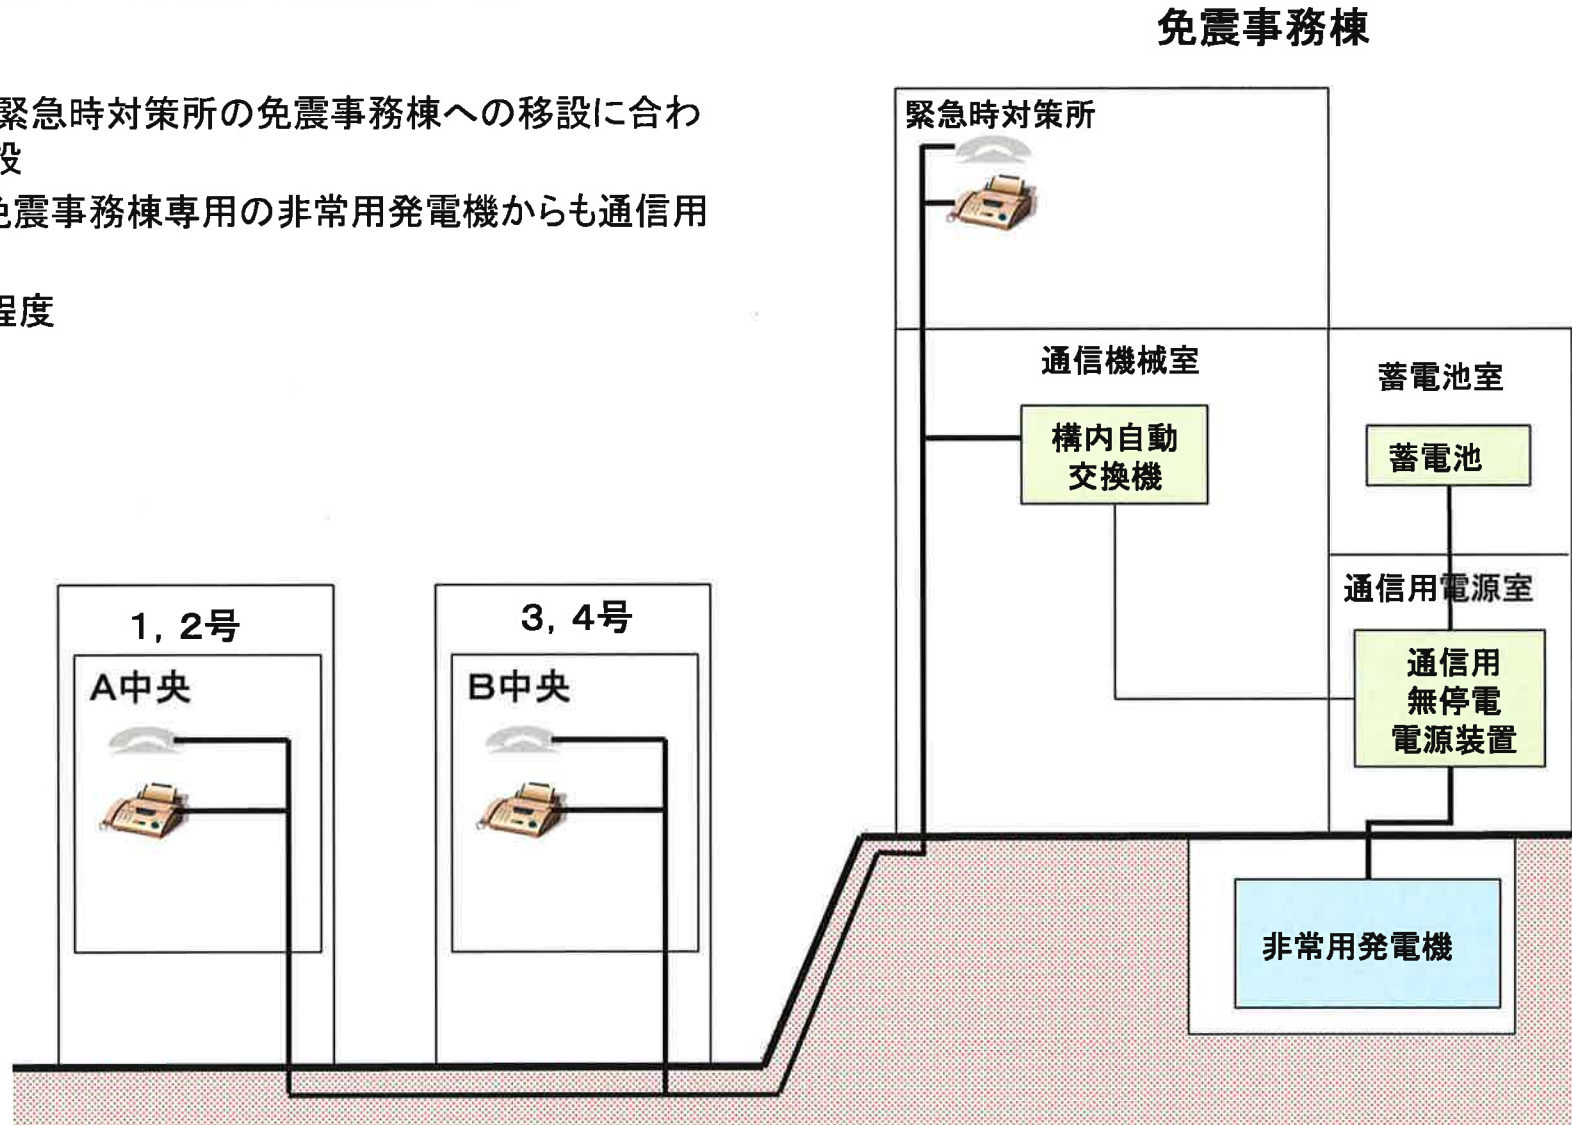 免震事務棟
緊急時対策所の免震事務棟への移設に合わ
設
免震事務棟専用の非常用発電機からも通信用
程度
緊急時対策所
通信機械室
構内自動
交換機
蓄電池室
蓄電池
通信用電源室
通信用
無停電
電源装置
非常用発電機
1, 2号
A中央
3, 4号
B中央